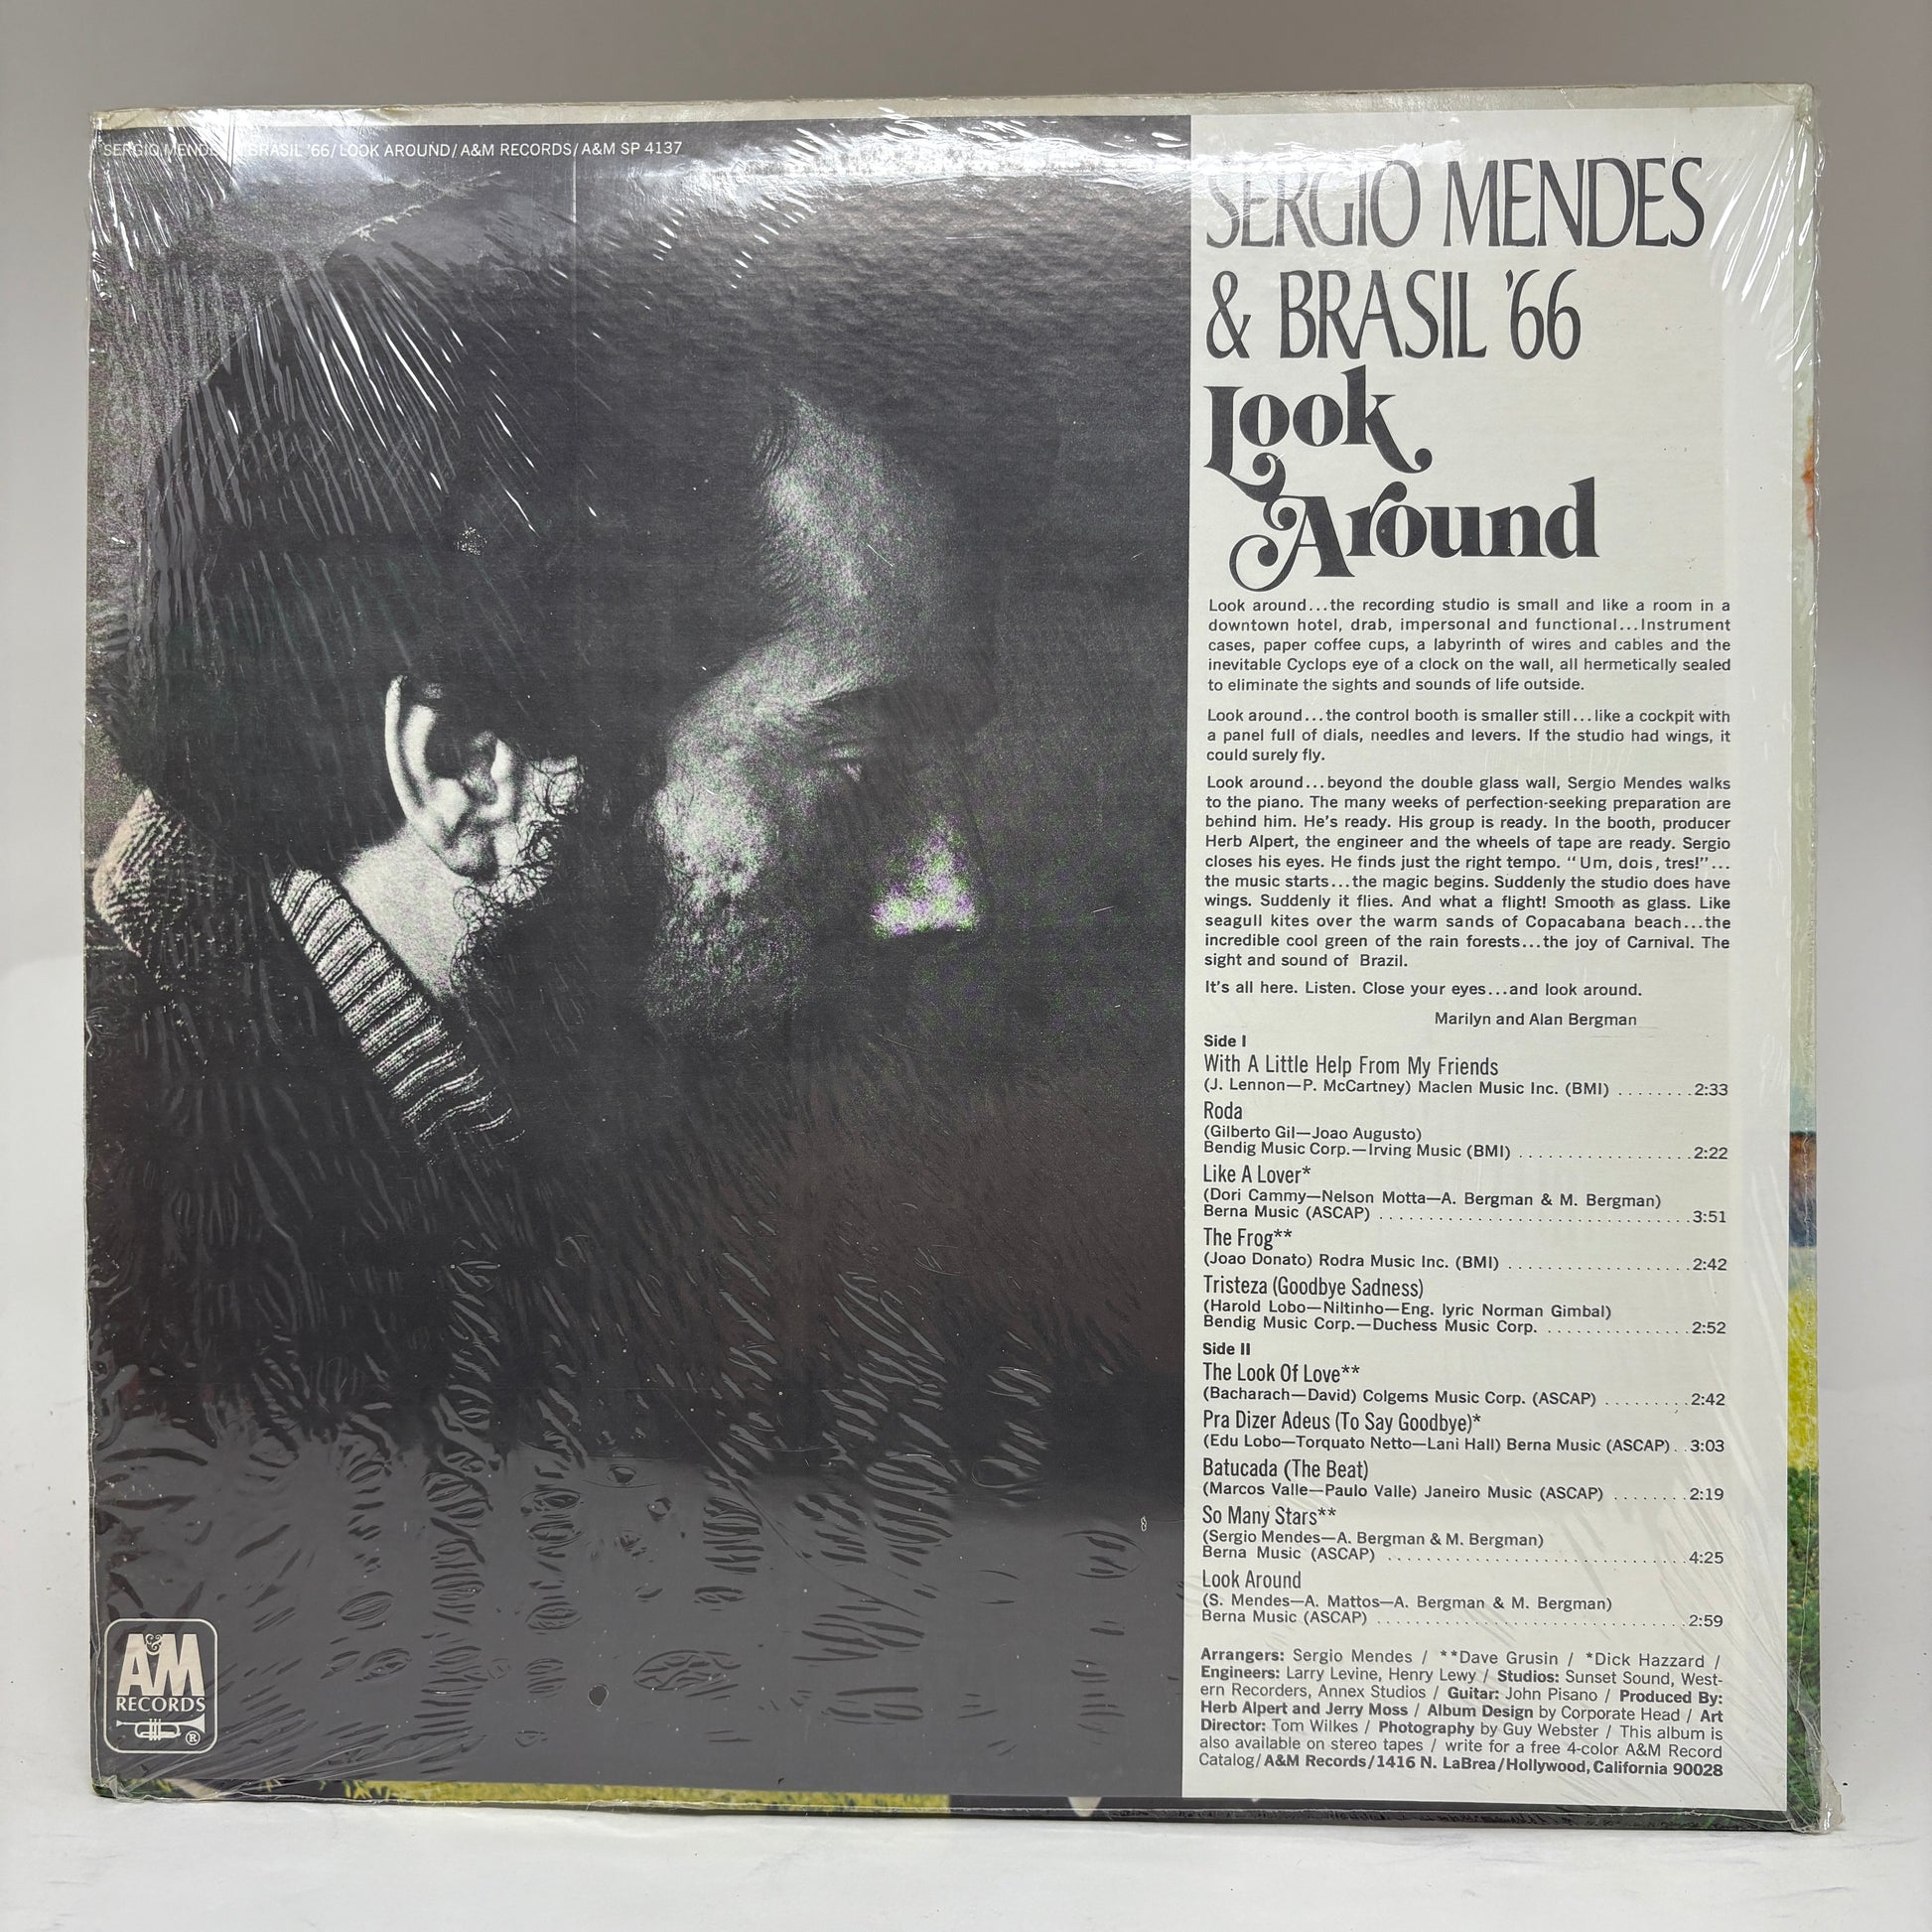 SERGIO MENDES & BRASIL '66/LOOK AROUND/A&M RECORDS/A&M SP 4137
SERGIO MENDES
& BRASIL '66
Look
Around
Look around...the recording studio is small and like a room in a
downtown hotel, drab, impersonal and functional...Instrument
cases, paper coffee cups, a labyrinth of wires and cables and the
inevitable Cyclops eye of a clock on the wall, all hermetically sealed
to eliminate the sights and sounds of life outside.
Look around...the control booth is smaller still...like a cockpit with
a panel full of dials, needles and levers. If the studio had wings, it
could surely fly.
Look around...beyond the double glass wall, Sergio Mendes walks
to the piano. The many weeks of perfection-seeking preparation are
behind him. He's ready. His group is ready. In the booth, producer
Herb Alpert, the engineer and the wheels of tape are ready. Sergio
closes his eyes. He finds just the right tempo. "Um, dois, tres!"...
the music starts...the magic begins. Suddenly the studio does have
wings. Suddenly it flies. And what a flight! Smooth as glass. Like
seagull kites over the warm sands of Copacabana beach...the
incredible cool green of the rain forests...the joy of Carnival. The
sight and sound of Brazil.
It's all here. Listen. Close your eyes...and look around.
Marilyn and Alan Bergman
Side I
With A Little Help From My Friends
(J. Lennon—P. McCartney) Maclen Music Inc. (BMI) ........2:33
Roda
(Gilberto Gil—Joao Augusto)
Bendig Music Corp.—Irving Music (BMI) ..................2:22
Like A Lover*
(Dori Cammy—Nelson Motta—A. Bergman & M. Bergman)
Berna Music (ASCAP) ................................3:51
The Frog**
(Joao Donato) Rodra Music Inc. (BMI) ....................2:42
Tristeza (Goodbye Sadness)
(Harold Lobo—Niltinho—Eng. lyric Norman Gimbal)
Bendig Music Corp.—Duchess Music Corp. ...............2:52
Side II
The Look Of Love**
(Bacharach—David) Colgems Music Corp. (ASCAP) .........2:42
Pra Dizer Adeus (To Say Goodbye)*
(Edu Lobo—Torquato Netto—Lani Hall) Berna Music (ASCAP)..3:03
Batucada (The Beat)
(Marcos Valle—Paulo Valle) Janeiro Music (ASCAP) ........2:19
So Many Stars**
(Sergio Mendes—A. Bergman & M. Bergman)
Berna Music (ASCAP) ...............................4:25
Look Around
(S. Mendes—A. Mattos—A. Bergman & M. Bergman)
Berna Music (ASCAP) ................................2:59
Arrangers: Sergio Mendes / **Dave Grusin / *Dick Hazzard /
Engineers: Larry Levine, Henry Lewy / Studios: Sunset Sound, West-
ern Recorders, Annex Studios / Guitar: John Pisano / Produced By:
Herb Alpert and Jerry Moss / Album Design by Corporate Head / Art
Director: Tom Wilkes / Photography by Guy Webster / This album is
also available on stereo tapes / write for a free 4-color A&M Record
Catalog/A&M Records/1416 N. LaBrea/Hollywood, California 90028
A&M
RECORDS
®